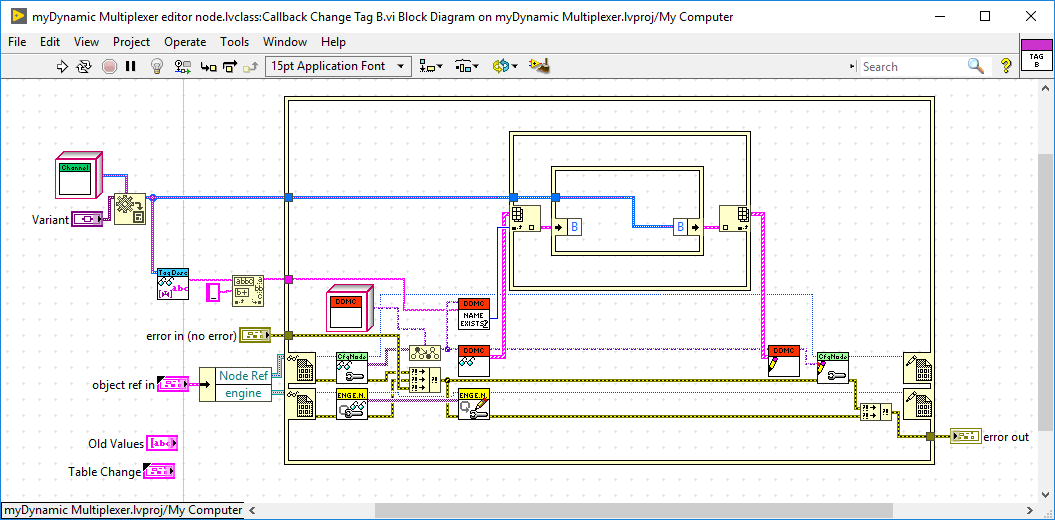 myDynamic Multiplexer editor node.lvclass:Callback Change Tag B.vi Block Diagram on myDynamic Multiplexer.lvproj/My Computer
File Edit View Project Operate Tools Window Help
15pt Application Font
Search
TAG
B
Channel
Variant
B
B
TagDesc
abc
DDMC
DDMC
NAME
EXISTS?
error in (no error)
CfgNode
DDMC
DDMC
CfgNode
object ref in
Node Ref
engine
ENGE.N.
ENGE.N.
error out
Old Values
abc
Table Change
myDynamic Multiplexer.lvproj/My Computer